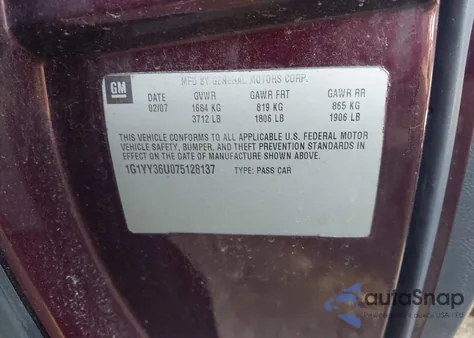 GM
MFD BY GENERAL MOTORS CORP.
DATE GVWR GAWR FRT GAWR RR
02/07 1684 KG 819 KG 865 KG
3712 LB 1806 LB 1906 LB
THIS VEHICLE CONFORMS TO ALL APPLICABLE U.S. FEDERAL MOTOR
VEHICLE SAFETY, BUMPER, AND THEFT PREVENTION STANDARDS IN
EFFECT ON THE DATE OF MANUFACTURE SHOWN ABOVE.
1G1YY36U075128137 TYPE: PASS CAR
autoSnap